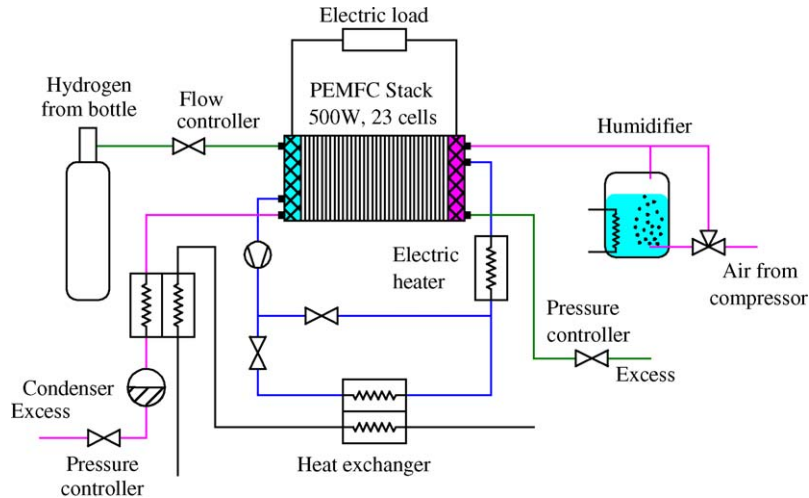 Electric load
Hydrogen
from bottle
Flow
controller
PEMFC Stack
500W, 23 cells
Humidifier
Electric
heater
Air from
compressor
Pressure
controller
Excess
Condenser
Excess
Pressure
controller
Heat exchanger